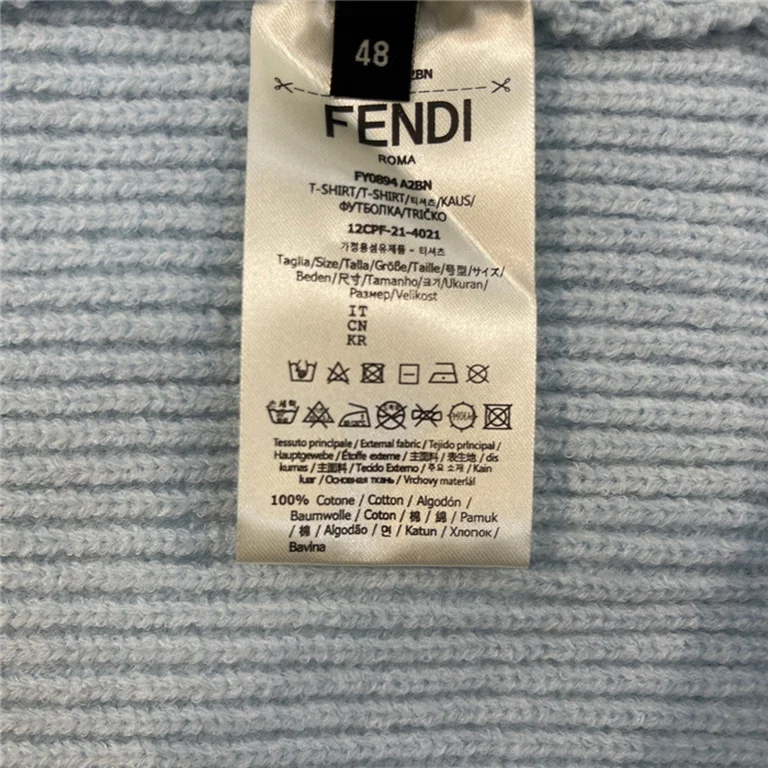 48
2BN
FENDI
ROMA
FY0894 A2BN
T-SHIRT/T-SHIRT/티셔츠/KAUS/
ФУТБОЛКА/TRIČKO
12CPF-21-4021
가정용섬유제품 - 티셔츠
Taglia/Size/Talla/Größe/Taille/号型/サイズ/
Beden/尺寸/Tamanho/크기/Ukuran/
Размер/Velikost
IT
CN
KR
Tessuto principale / External fabric / Tejido principal /
Hauptgewebe / Étoffe externe / 主面料 / 表生地 / dis
kumas / 主面料 / Tecido Externo / 주요 소재 / Kain
luar / Основная ткань / Vrchovy materiál
100% Cotone / Cotton / Algodón /
Baumwolle / Coton / 棉 / 綿 / Pamuk
/ 棉 / Algodão / 면 / Katun / Хлопок /
Bavlna